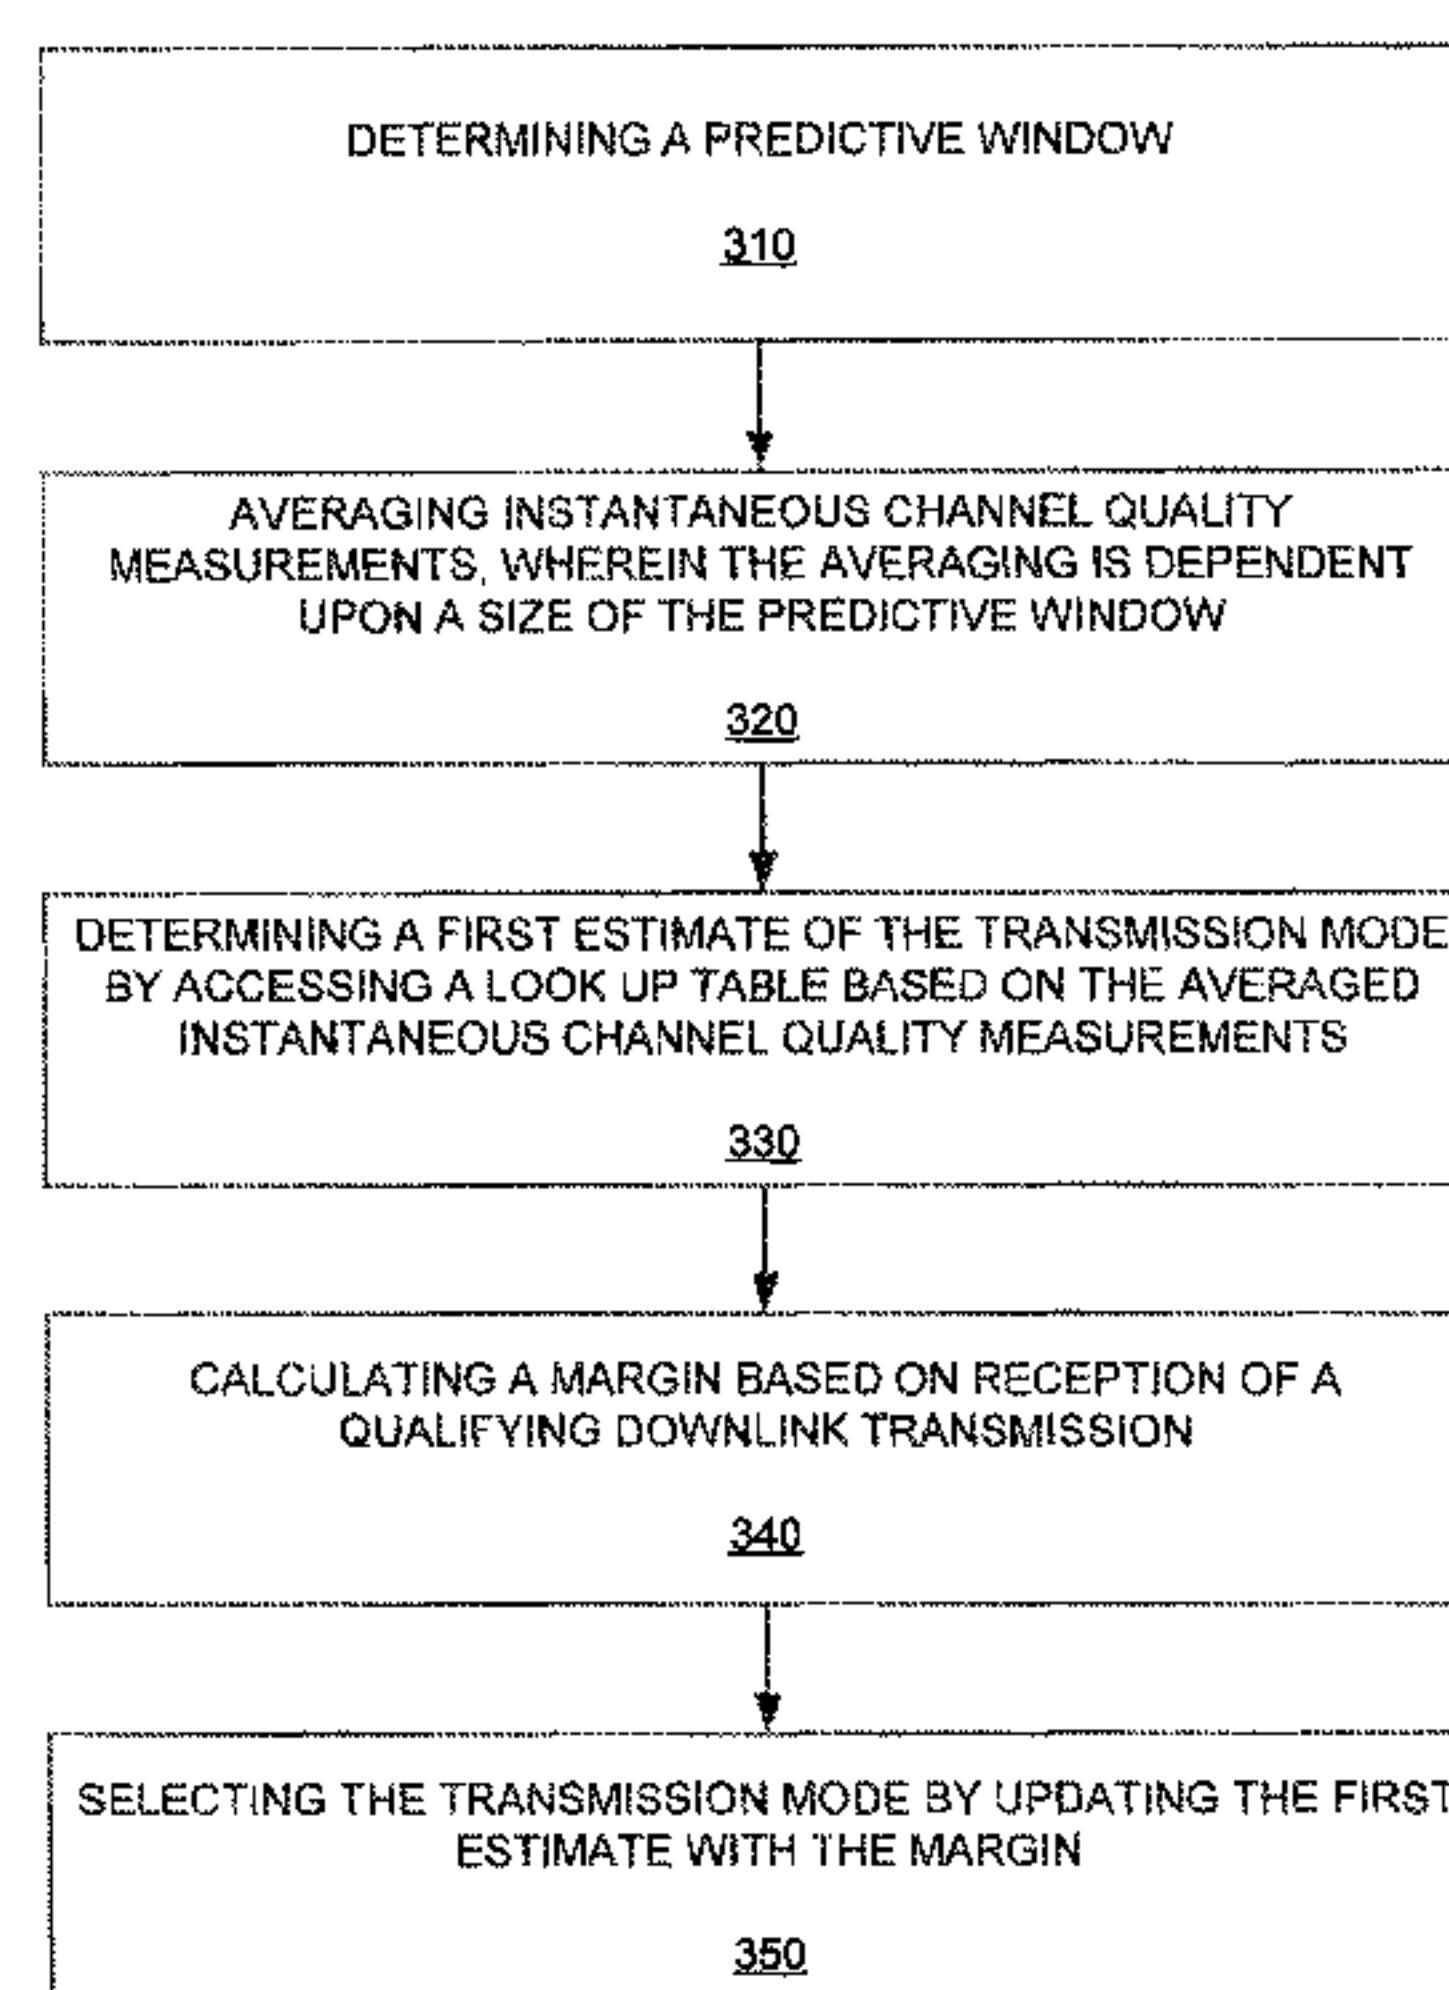 DETERMINING A PREDICTIVE WINDOW
310
AVERAGING INSTANTANEOUS CHANNEL QUALITY
MEASUREMENTS, WHEREIN THE AVERAGING IS DEPENDENT
UPON A SIZE OF THE PREDICTIVE WINDOW
320
DETERMINING A FIRST ESTIMATE OF THE TRANSMISSION MODE
BY ACCESSING A LOOK UP TABLE BASED ON THE AVERAGED
INSTANTANEOUS CHANNEL QUALITY MEASUREMENTS
330
CALCULATING A MARGIN BASED ON RECEPTION OF A
QUALIFYING DOWNLINK TRANSMISSION
340
SELECTING THE TRANSMISSION MODE BY UPDATING THE FIRST
ESTIMATE WITH THE MARGIN
350